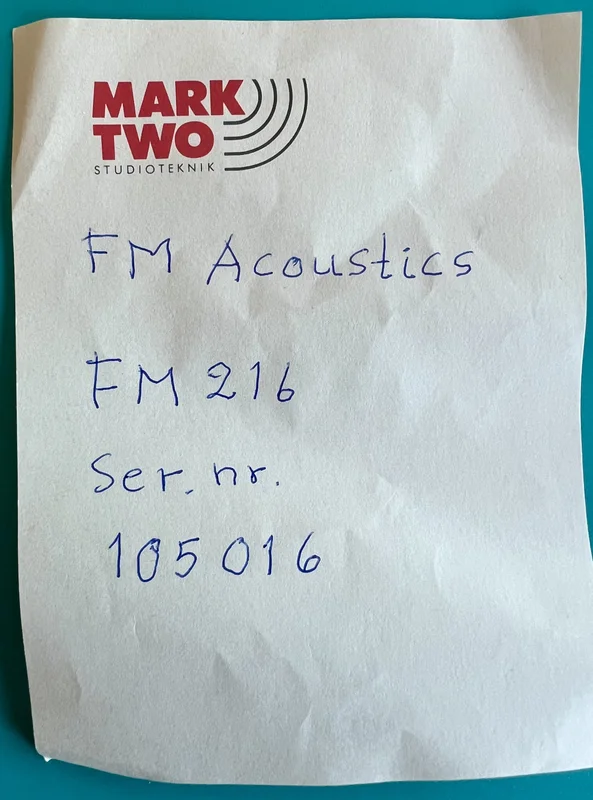 MARK
TWO
STUDIOTEKNIK
FM Acoustics
FM 216
Ser. nr.
105016